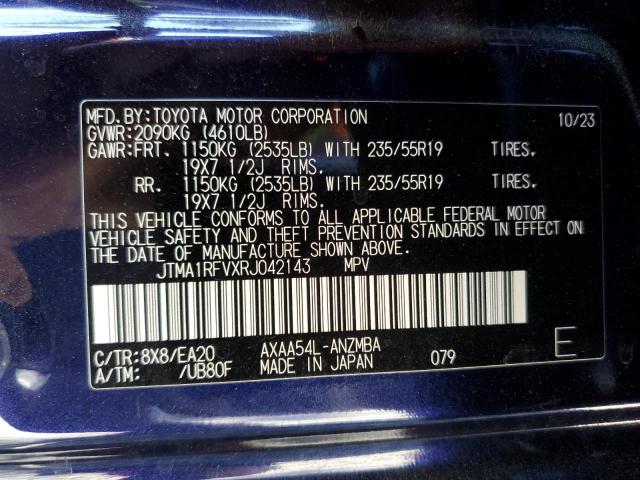 MFD.BY:TOYOTA MOTOR CORPORATION 10/23
GVWR:2090KG (4610LB)
GAWR:FRT. 1150KG (2535LB) WITH 235/55R19 TIRES.
19X7 1/2J RIMS.
RR. 1150KG (2535LB) WITH 235/55R19 TIRES.
19X7 1/2J RIMS.
THIS VEHICLE CONFORMS TO ALL APPLICABLE FEDERAL MOTOR
VEHICLE SAFETY AND THEFT PREVENTION STANDARDS IN EFFECT ON
THE DATE OF MANUFACTURE SHOWN ABOVE.
JTMA1RFVXRJ042143 MPV
C/TR:8X8/EA20 AXAA54L-ANZMBA
A/TM: /UB80F MADE IN JAPAN 079 E